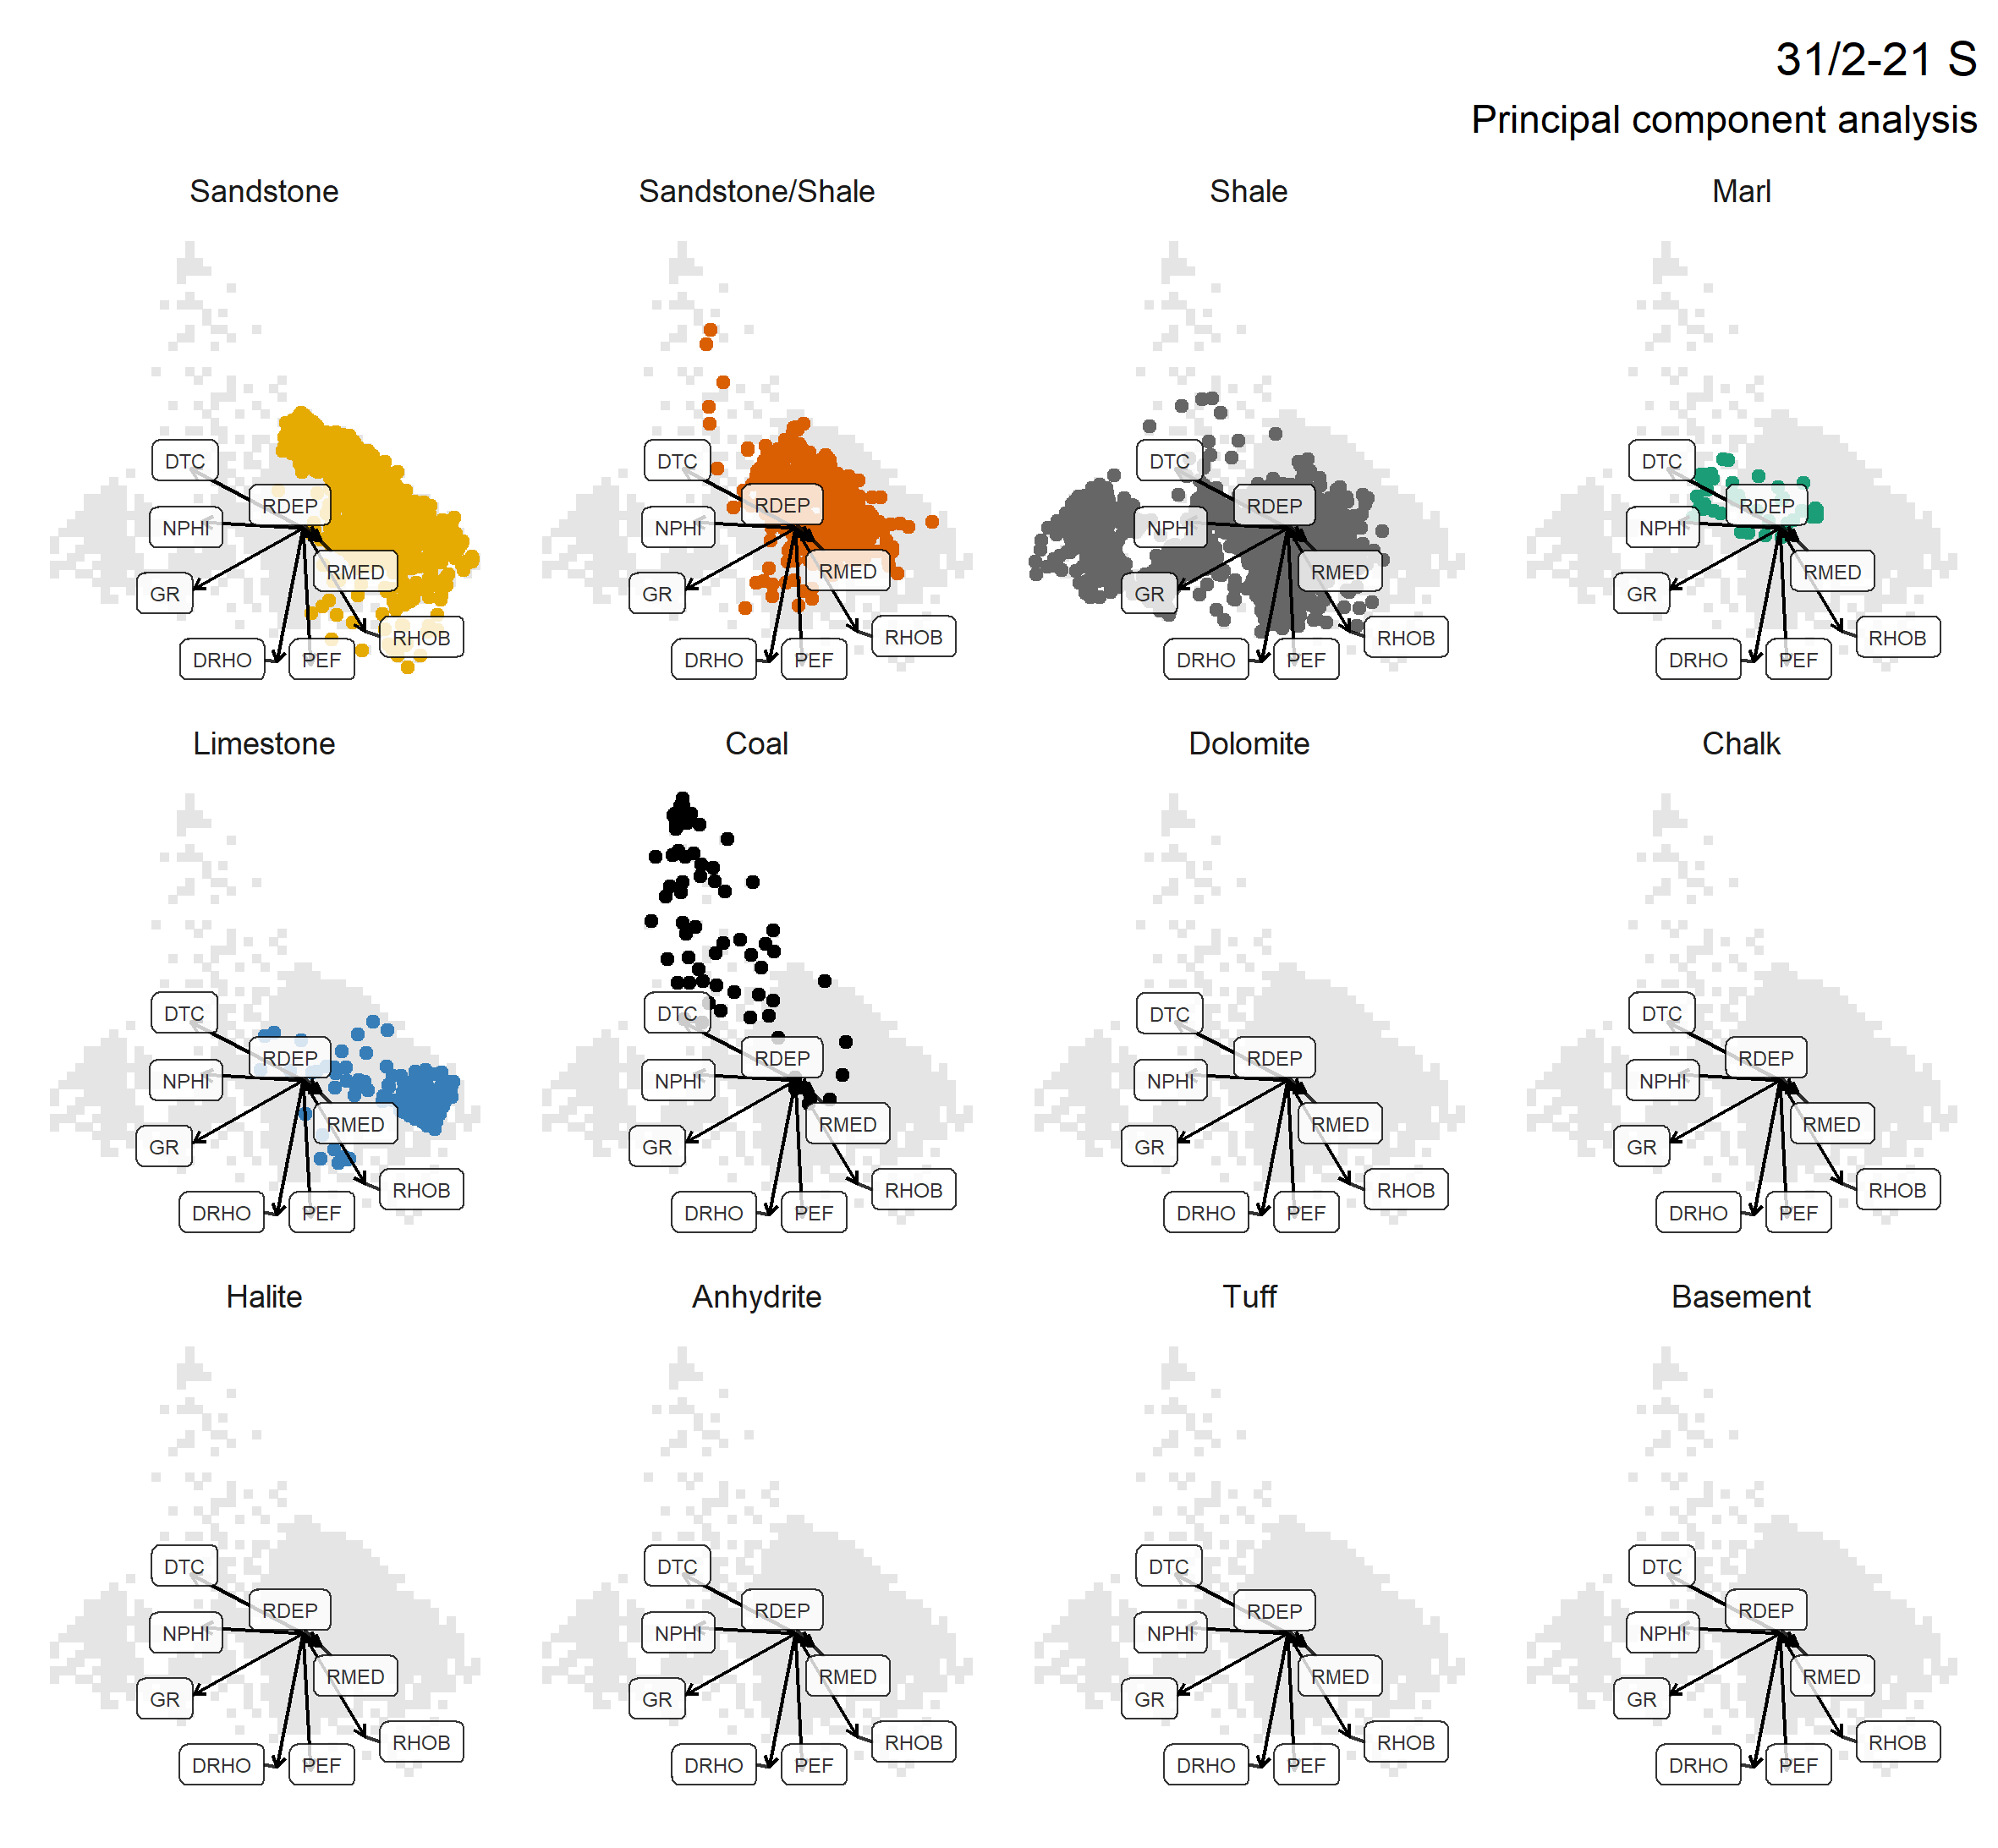 31/2-21 S
Principal component analysis
Sandstone
Sandstone/Shale
Shale
Marl
DTC
RDEP
NPHI
RMED
GR
RHOB
DRHO
PEF
DTC
RDEP
NPHI
RMED
GR
RHOB
DRHO
PEF
DTC
RDEP
NPHI
RMED
GR
RHOB
DRHO
PEF
DTC
RDEP
NPHI
RMED
GR
RHOB
DRHO
PEF
Limestone
Coal
Dolomite
Chalk
DTC
RDEP
NPHI
RMED
GR
RHOB
DRHO
PEF
DTC
RDEP
NPHI
RMED
GR
RHOB
DRHO
PEF
DTC
RDEP
NPHI
RMED
GR
RHOB
DRHO
PEF
DTC
RDEP
NPHI
RMED
GR
RHOB
DRHO
PEF
Halite
Anhydrite
Tuff
Basement
DTC
RDEP
NPHI
RMED
GR
RHOB
DRHO
PEF
DTC
RDEP
NPHI
RMED
GR
RHOB
DRHO
PEF
DTC
RDEP
NPHI
RMED
GR
RHOB
DRHO
PEF
DTC
RDEP
NPHI
RMED
GR
RHOB
DRHO
PEF